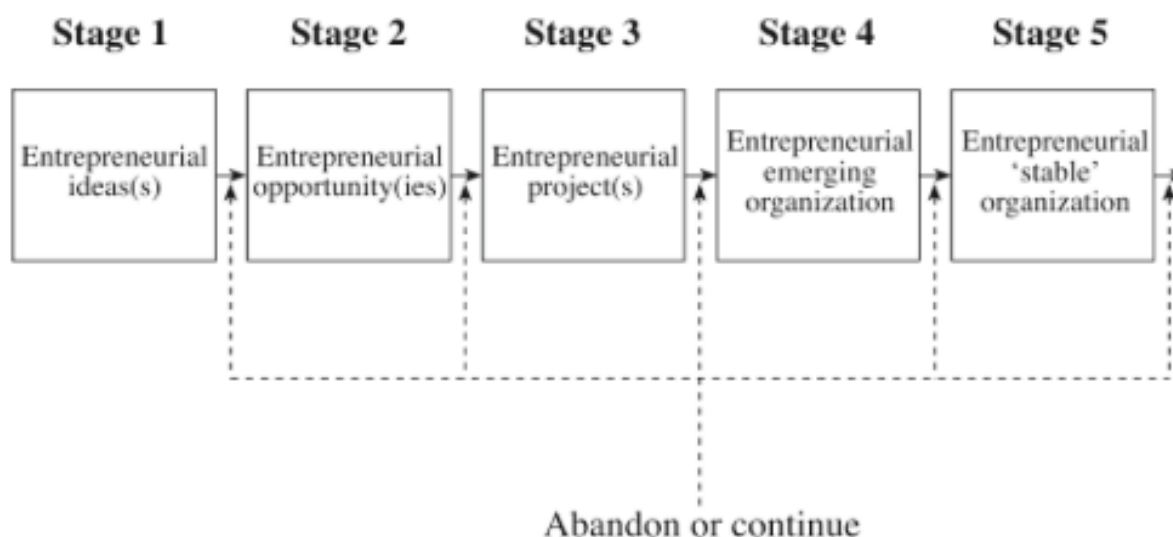 Stage 1
Stage 2
Stage 3
Stage 4
Stage 5
Entrepreneurial
ideas(s)
Entrepreneurial
opportunity(ies)
Entrepreneurial
project(s)
Entrepreneurial
emerging
organization
Entrepreneurial
‘stable’
organization
Abandon or continue